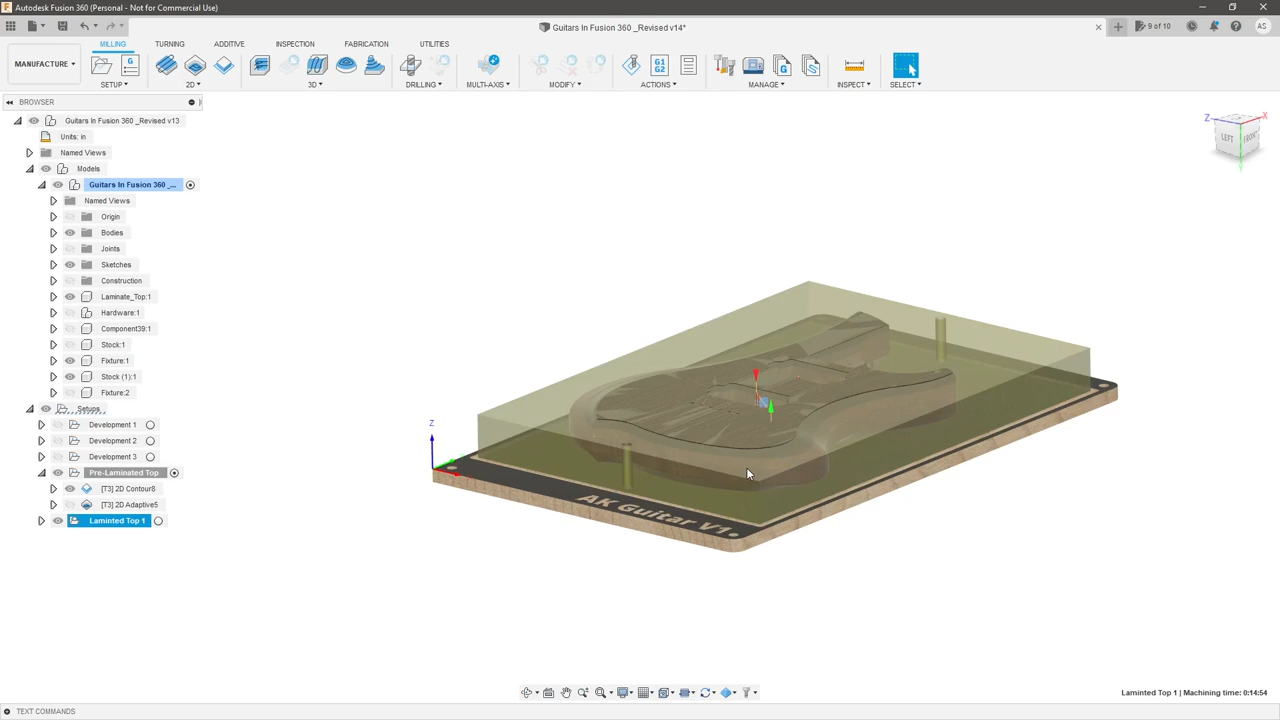 Autodesk Fusion 360 (Personal - Not for Commercial Use)
Guitars In Fusion 360 _Revised v14*
9 of 10
AS
MILLING TURNING ADDITIVE INSPECTION FABRICATION UTILITIES
MANUFACTURE
G
G1
G2
G
SETUP 2D 3D DRILLING MULTI-AXIS MODIFY ACTIONS MANAGE INSPECT SELECT
BROWSER
Guitars In Fusion 360 _Revised v13
Units: in
Named Views
Models
Guitars In Fusion 360 _...
Named Views
Origin
Bodies
Joints
Sketches
Construction
Laminate_Top:1
Hardware:1
Component39:1
Stock:1
Fixture:1
Stock (1):1
Fixture:2
Setups
Development 1
Development 2
Development 3
Pre-Laminated Top
[T3] 2D Contour8
[T3] 2D Adaptive5
Laminted Top 1
Z
X
LEFT
FRONT
Z
AK Guitar V1
Laminted Top 1 | Machining time: 0:14:54
TEXT COMMANDS